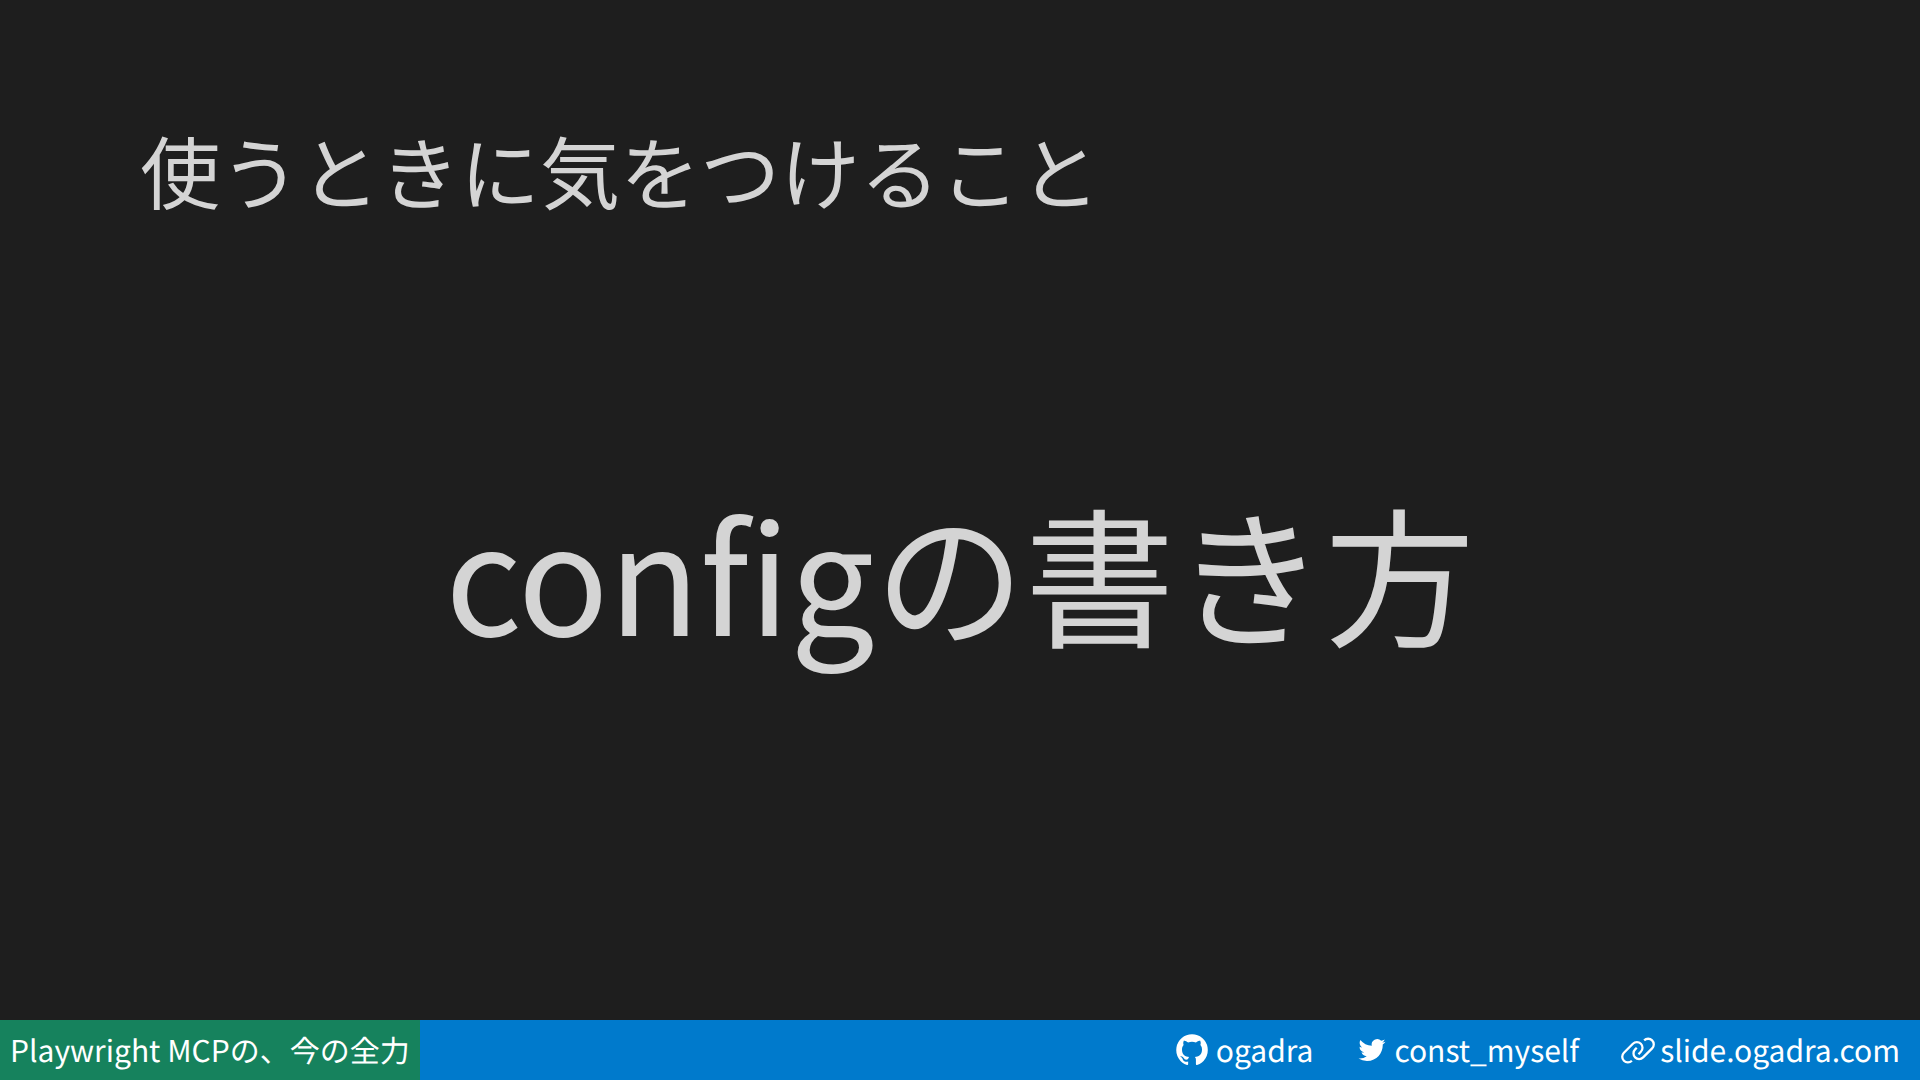 使うときに気をつけること
configの書き方
Playwright MCPの、今の全力
ogadra
const_myself
slide.ogadra.com